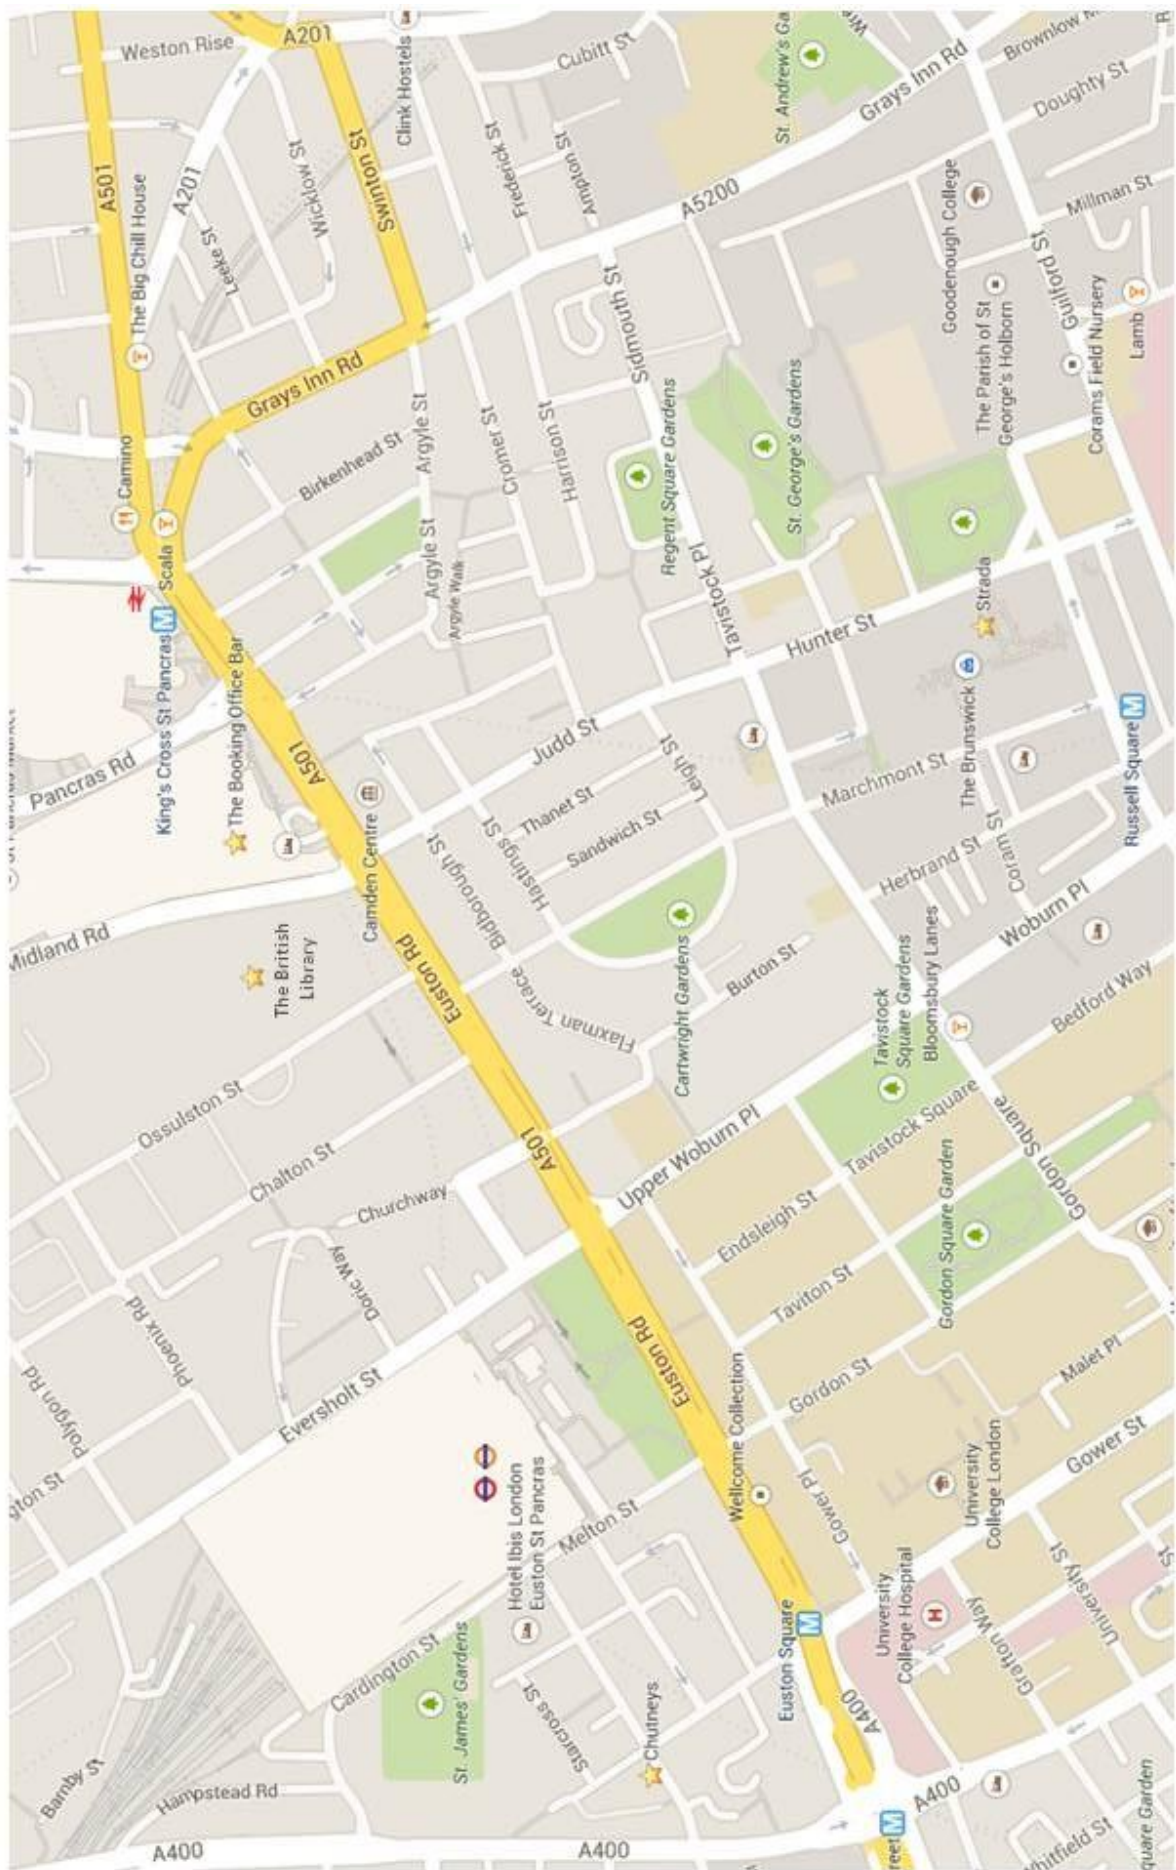 Weston Rise
A201
Clink Hostels
Cubitt St
St. Andrew's Ga
Wre
Grays Inn Rd
Brownlow M
Doughty St
A501
The Big Chill House
A201
Leeke St
Wicklow St
Swinton St
Frederick St
Ampton St
A5200
Goodenough College
Millman St
Grays Inn Rd
Sidmouth St
The Parish of St
George's Holborn
Guilford St
Corams Field Nursery
Lamb
Camino
Scala
Birkenhead St
Argyle St
Argyle St
Argyle Walk
Cromer St
Harrison St
Regent Square Gardens
St. George's Gardens
Tavistock Pl
Hunter St
Strada
King's Cross St Pancras
The Booking Office Bar
Pancras Rd
A501
Judd St
Leigh St
Thanet St
Sandwich St
Hastings St
Bidborough St
Camden Centre
Marchmont St
The Brunswick
Russell Square
Herbrand St
Coram St
Woburn Pl
Midland Rd
The British
Library
Euston Rd
Flaxman Terrace
Cartwright Gardens
Burton St
Tavistock
Square Gardens
Bloomsbury Lanes
Bedford Way
Ossulston St
Chalton St
Churchway
A501
Upper Woburn Pl
Tavistock Square
Gordon Square
Endsleigh St
Gordon Square Garden
Taviton St
Doric Way
Phoenix Rd
Polygon Rd
Eversholt St
Euston Rd
Wellcome Collection
Gordon St
Malet Pl
Gower St
Gower Pl
University
College London
gton St
Hotel Ibis London
Euston St Pancras
Melton St
Euston Square
University
College Hospital
H
University St
Grafton Way
Cardington St
St. James' Gardens
Starcross St
Chutneys
A400
Barnby St
Hampstead Rd
A400
A400
A400
reet
Whitfield St
quare Garden